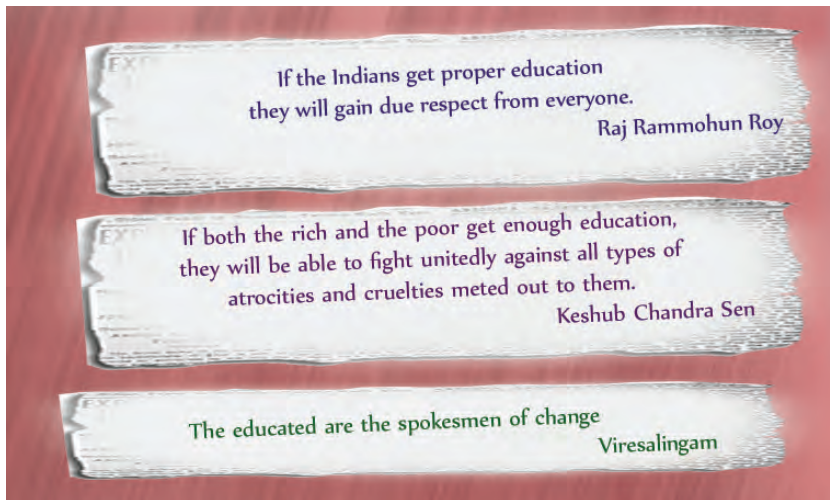 If the Indians get proper education
they will gain due respect from everyone.
Raj Rammohun Roy
If both the rich and the poor get enough education,
they will be able to fight unitedly against all types of
atrocities and cruelties meted out to them.
Keshub Chandra Sen
The educated are the spokesmen of change
Viresalingam